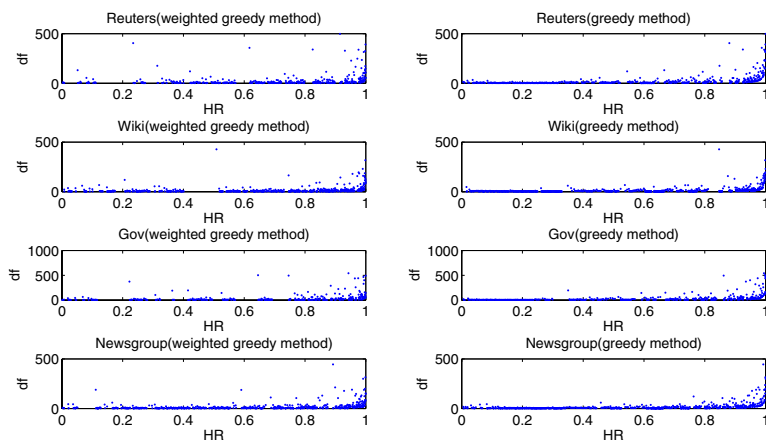 Reuters(weighted greedy method)
500
df
0
0 0.2 0.4 0.6 0.8 1
HR
Reuters(greedy method)
500
df
0
0 0.2 0.4 0.6 0.8 1
HR
Wiki(weighted greedy method)
500
df
0
0 0.2 0.4 0.6 0.8 1
HR
Wiki(greedy method)
500
df
0
0 0.2 0.4 0.6 0.8 1
HR
Gov(weighted greedy method)
1000
500
df
0
0 0.2 0.4 0.6 0.8 1
HR
Gov(greedy method)
1000
500
df
0
0 0.2 0.4 0.6 0.8 1
HR
Newsgroup(weighted greedy method)
500
df
0
0 0.2 0.4 0.6 0.8 1
HR
Newsgroup(greedy method)
500
df
0
0 0.2 0.4 0.6 0.8 1
HR